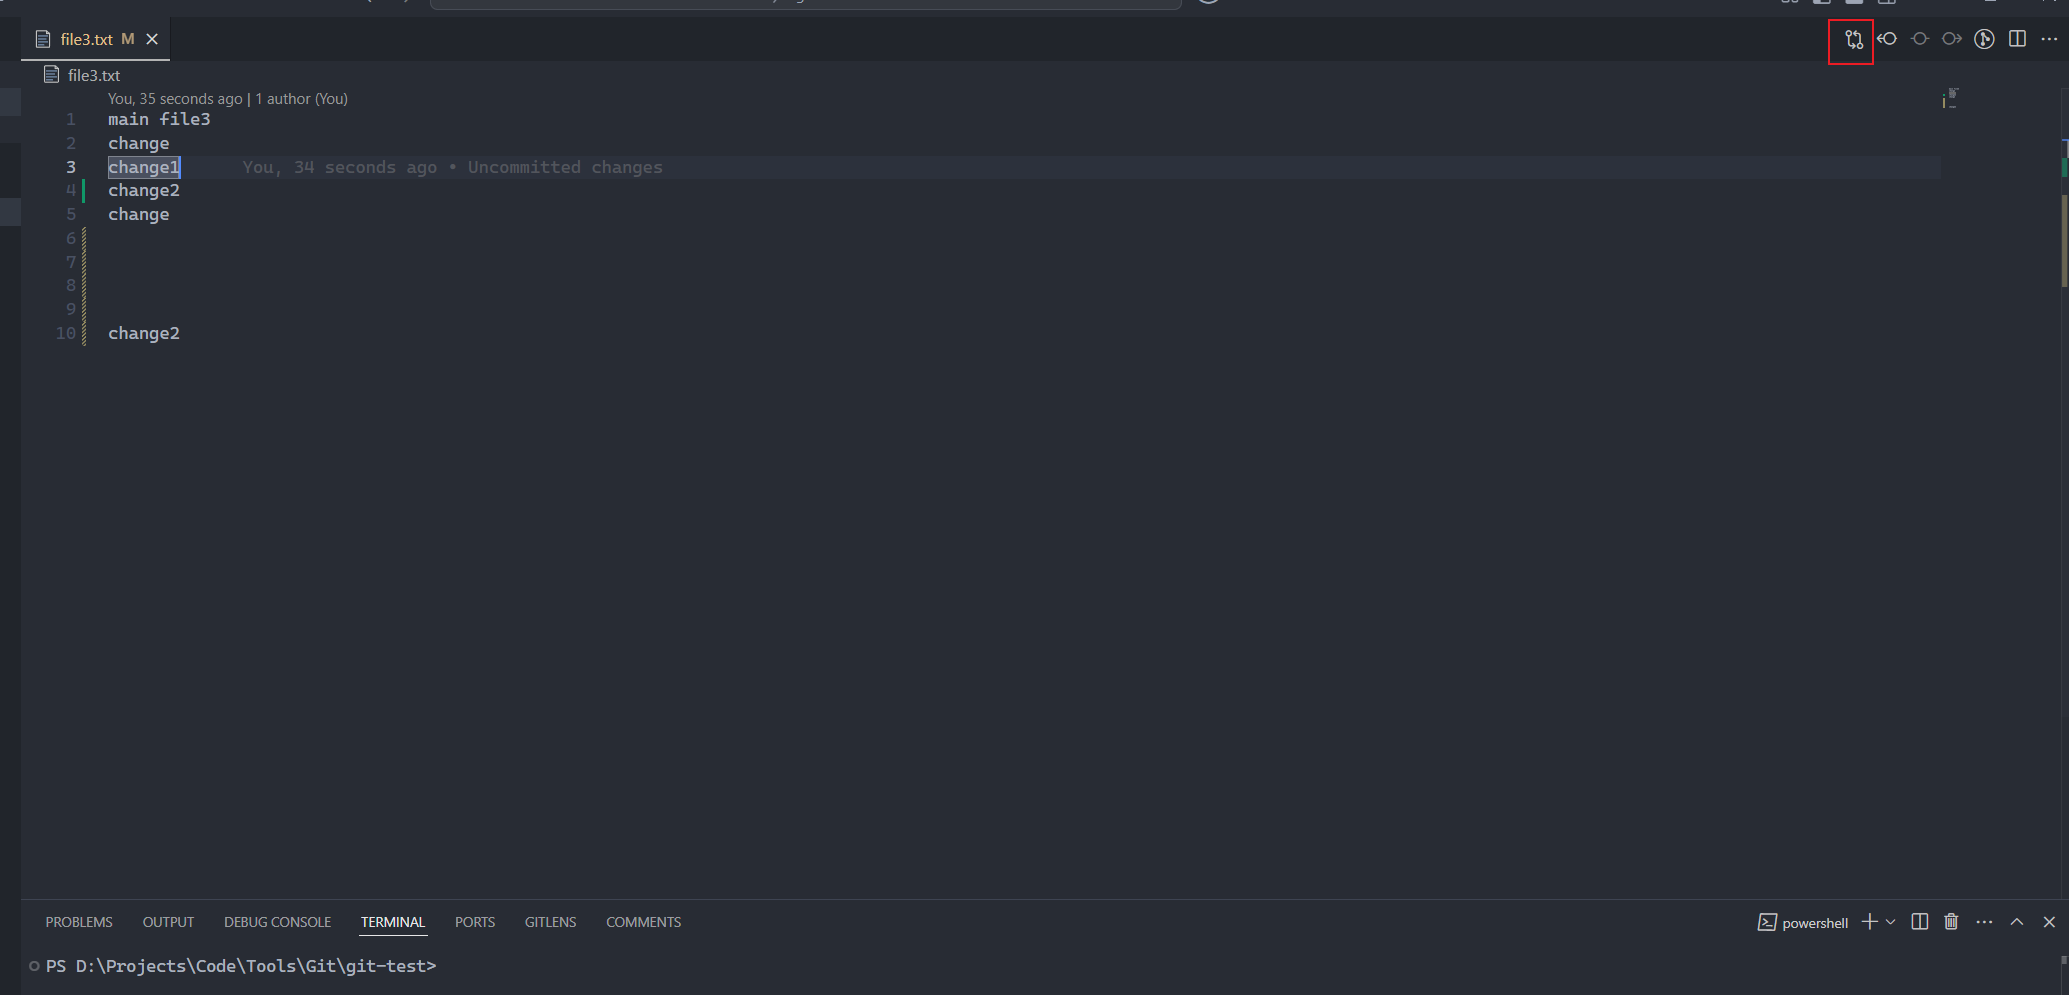 file3.txt M
file3.txt
You, 35 seconds ago | 1 author (You)
1 main file3
2 change
3 change1 You, 34 seconds ago • Uncommitted changes
4 change2
5 change
6
7
8
9
10 change2
PROBLEMS OUTPUT DEBUG CONSOLE TERMINAL PORTS GITLENS COMMENTS powershell
PS D:\Projects\Code\Tools\Git\git-test>